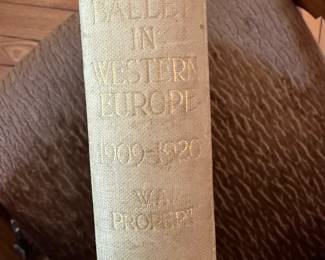 BALLET
IN
WESTERN
EUROPE
1909-1920
W.A.
PROPERT